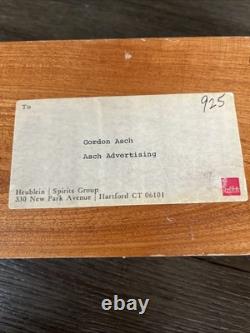 To
925
Gordon Asch
Asch Advertising
Heublein | Spirits Group
330 New Park Avenue | Hartford CT 06101